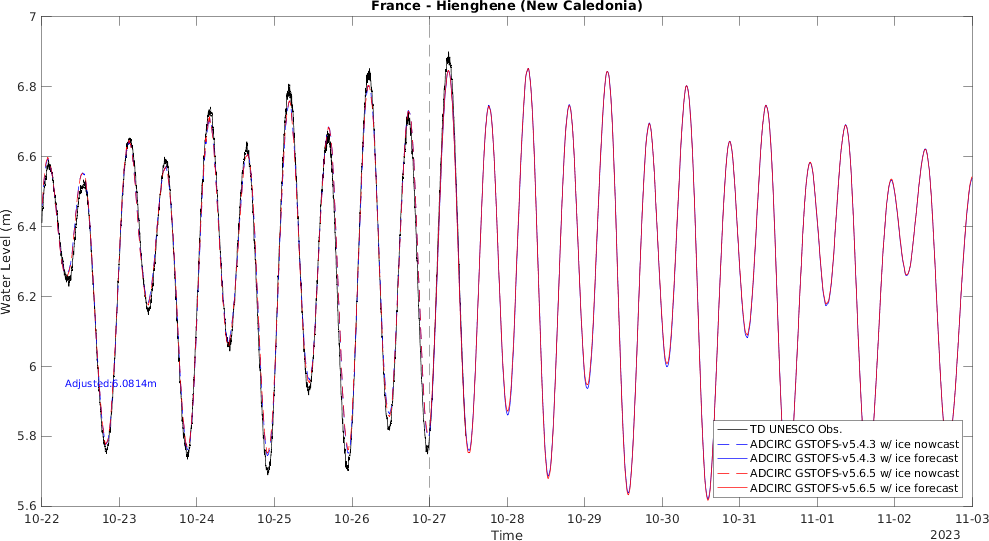 France - Hienghene (New Caledonia)
7
6.8
6.6
6.4
6.2
6
5.8
5.6
Water Level (m)
Adjusted:6.0814m
TD UNESCO Obs.
ADCIRC GSTOFS-v5.4.3 w/ ice nowcast
ADCIRC GSTOFS-v5.4.3 w/ ice forecast
ADCIRC GSTOFS-v5.6.5 w/ ice nowcast
ADCIRC GSTOFS-v5.6.5 w/ ice forecast
10-22 10-23 10-24 10-25 10-26 10-27 10-28 10-29 10-30 10-31 11-01 11-02 11-03
Time
2023